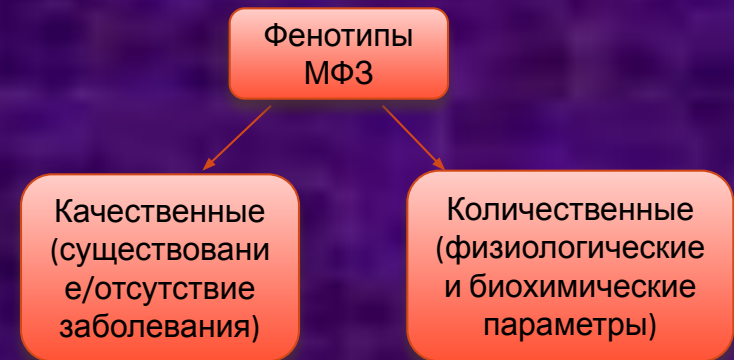 Фенотипы
МФЗ
Качественные
(существовани
е/отсутствие
заболевания)
Количественные
(физиологические
и биохимические
параметры)